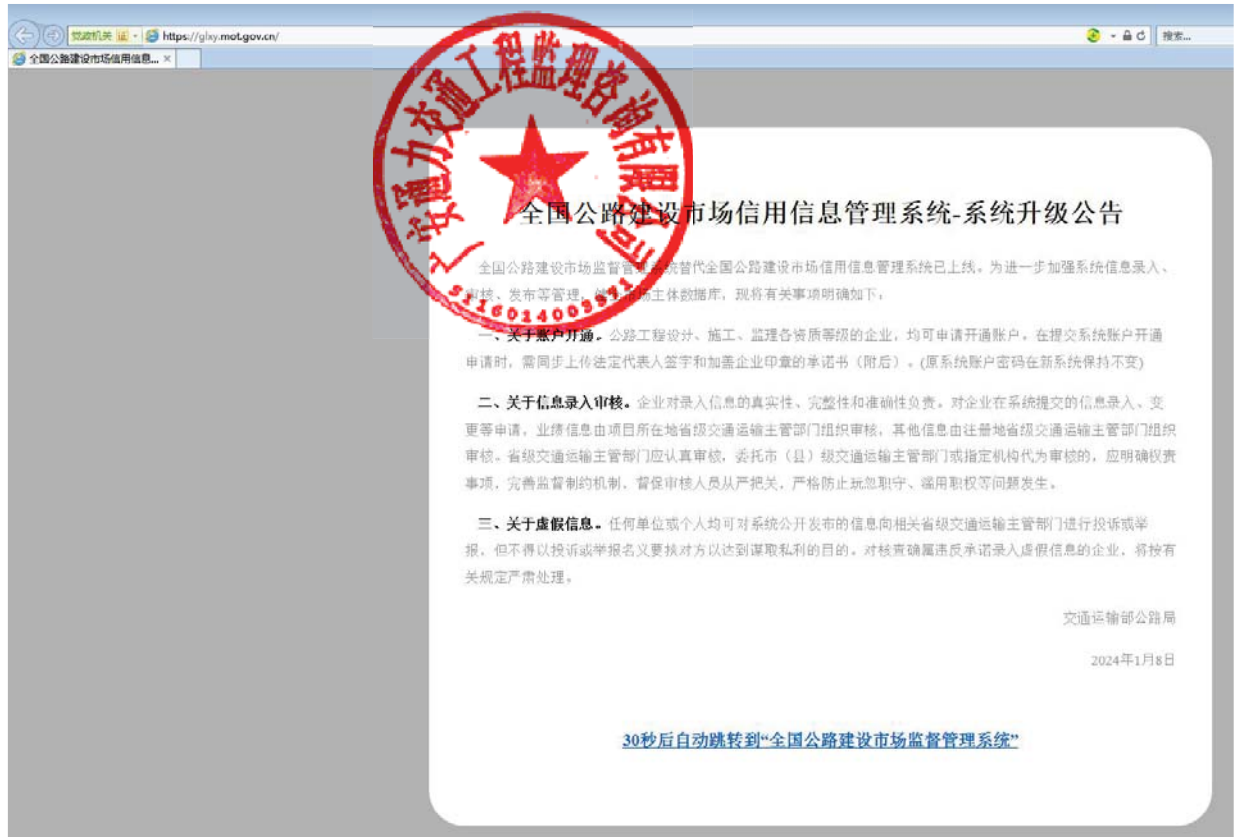 党政机关 证
https://glxy.mot.gov.cn/
搜索...
全国公路建设市场信用信息... ×
广安通力交通工程监理咨询有限公司
全国公路建设市场信用信息管理系统-系统升级公告
全国公路建设市场监督管理系统替代全国公路建设市场信用信息管理系统已上线。为进一步加强系统信息录入、
审核、发布等管理,市场主体数据库,现将有关事项明确如下:
一、关于账户开通。公路工程设计、施工、监理各资质等级的企业,均可申请开通账户。在提交系统账户开通
申请时,需同步上传法定代表人签字和加盖企业印章的承诺书(附后)。(原系统账户密码在新系统保持不变)
二、关于信息录入审核。企业对录入信息的真实性、完整性和准确性负责。对企业在系统提交的信息录入、变
更等申请,业绩信息由项目所在地省级交通运输主管部门组织审核,其他信息由注册地省级交通运输主管部门组织
审核。省级交通运输主管部门应认真审核,委托市(县)级交通运输主管部门或指定机构代为审核的,应明确权责
事项,完善监督制约机制,督促审核人员从严把关,严格防止玩忽职守、滥用职权等问题发生。
三、关于虚假信息。任何单位或个人均可对系统公开发布的信息向相关省级交通运输主管部门进行投诉或举
报,但不得以投诉或举报名义要挟对方以达到谋取私利的目的。对核查确属违反承诺录入虚假信息的企业,将按有
关规定严肃处理。
交通运输部公路局
2024年1月8日
30秒后自动跳转到“全国公路建设市场监督管理系统”